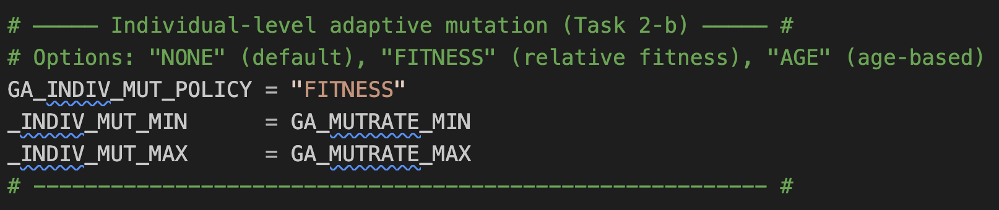 # ───── Individual-level adaptive mutation (Task 2-b) ───── #
# Options: "NONE" (default), "FITNESS" (relative fitness), "AGE" (age-based)
GA_INDIV_MUT_POLICY = "FITNESS"
_INDIV_MUT_MIN      = GA_MUTRATE_MIN
_INDIV_MUT_MAX      = GA_MUTRATE_MAX
# --------------------------------------------------------- #